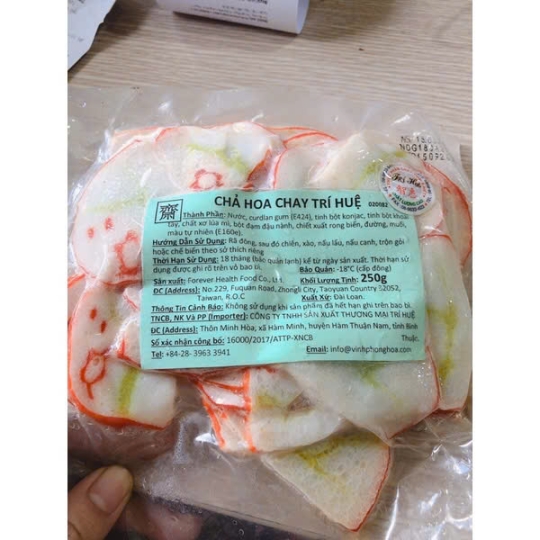 CHẢ HOA CHAY TRÍ HUỆ
020082
Thành Phần: Nước, curdlan gum (E424), tinh bột konjac, tinh bột khoai
tây, chất xơ lúa mì, bột đạm đậu nành, chiết xuất rong biển, đường, muối,
màu tự nhiên (E160e).
Hướng Dẫn Sử Dụng: Rã đông, sau đó chiên, xào, nấu lẩu, nấu canh, trộn gỏi
hoặc chế biến theo sở thích riêng
Thời Hạn Sử Dụng: 18 tháng (bảo quản lạnh) kể từ ngày sản xuất. Thời hạn sử
dụng được ghi rõ trên vỏ bao bì. Bảo Quản: -18°C (cấp đông)
Sản xuất: Forever Health Food Co., Ltd. Khối Lượng Tịnh: 250g
ĐC (Address): No.229, Fuquan Road, Zhongli City, Taoyuan Country 32052,
Taiwan, R.O.C Xuất Xứ: Đài Loan.
Thông Tin Cảnh Báo: Không sử dụng khi sản phẩm đã hết hạn ghi trên bao bì
TNCB, NK Và PP (Importer): CÔNG TY TNHH SẢN XUẤT THƯƠNG MẠI TRÍ HUỆ
ĐC (Address): Thôn Minh Hòa, xã Hàm Minh, huyện Hàm Thuận Nam, tỉnh Bình
Thuận.
Số xác nhận công bố: 16000/2017/ATTP-XNCB
Tel: +84-28- 3963 3941 Email: info@vinhphonghoa.com